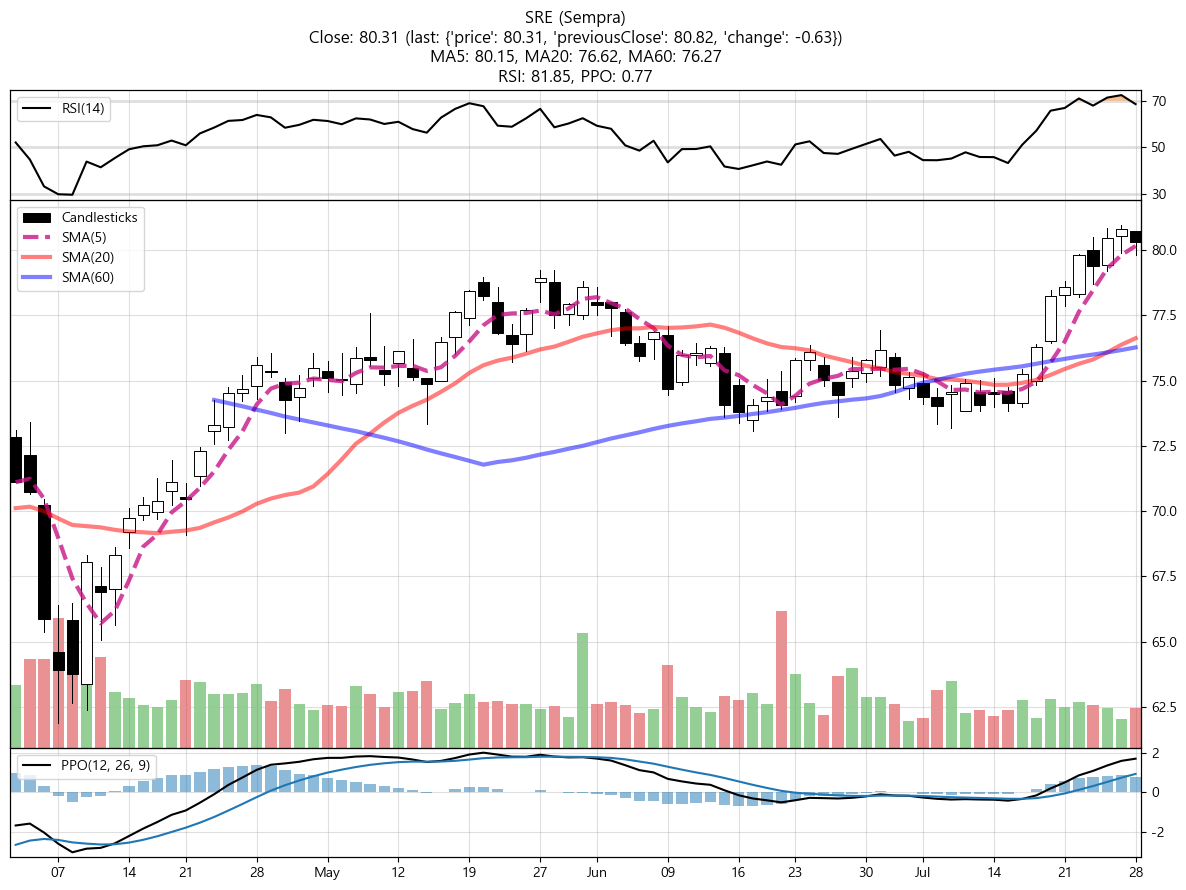 SRE (Sempra)
Close: 80.31 (last: {'price': 80.31, 'previousClose': 80.82, 'change': -0.63})
MA5: 80.15, MA20: 76.62, MA60: 76.27
RSI: 81.85, PPO: 0.77
RSI(14)
70
50
30
Candlesticks
SMA(5)
SMA(20)
SMA(60)
80.0
77.5
75.0
72.5
70.0
67.5
65.0
62.5
PPO(12, 26, 9)
2
0
-2
07 14 21 28 May 12 19 27 Jun 09 16 23 30 Jul 14 21 28